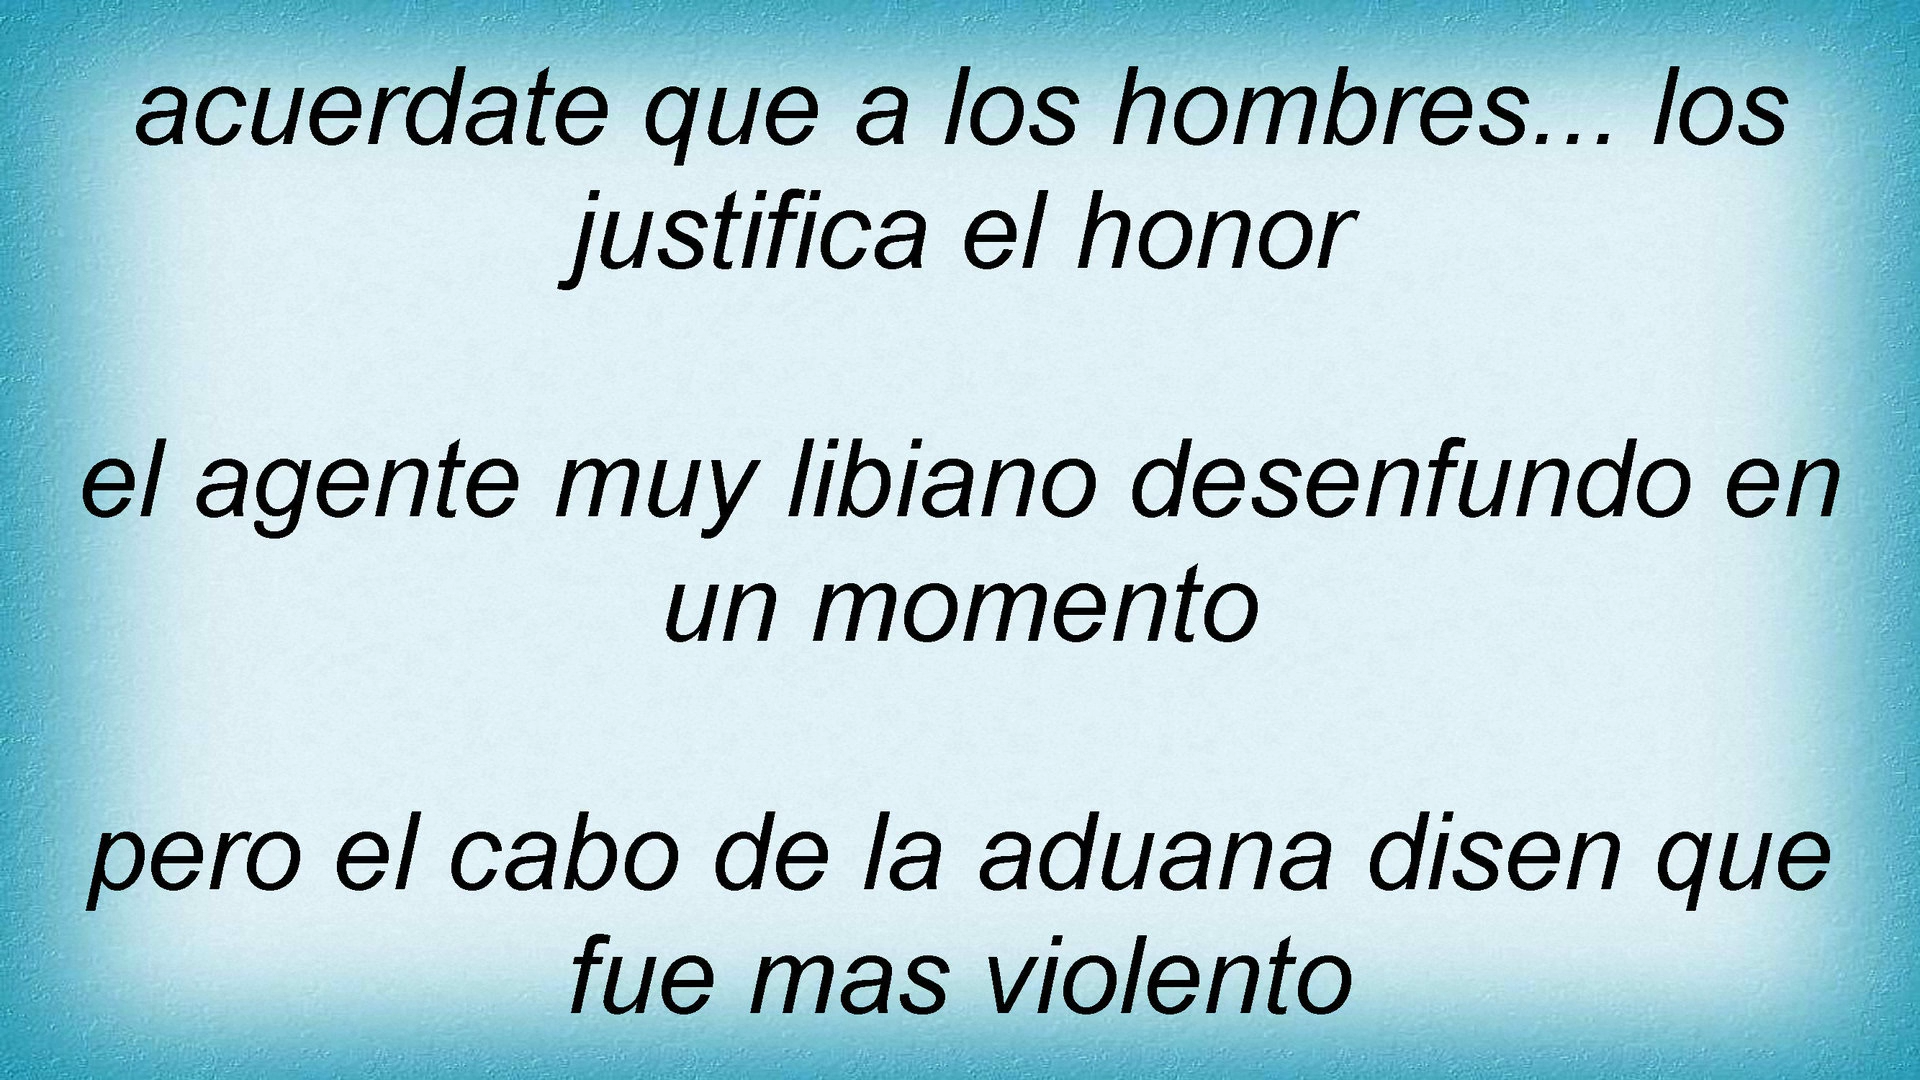 acuerdate que a los hombres... los
justifica el honor
el agente muy libiano desenfundo en
un momento
pero el cabo de la aduana disen que
fue mas violento